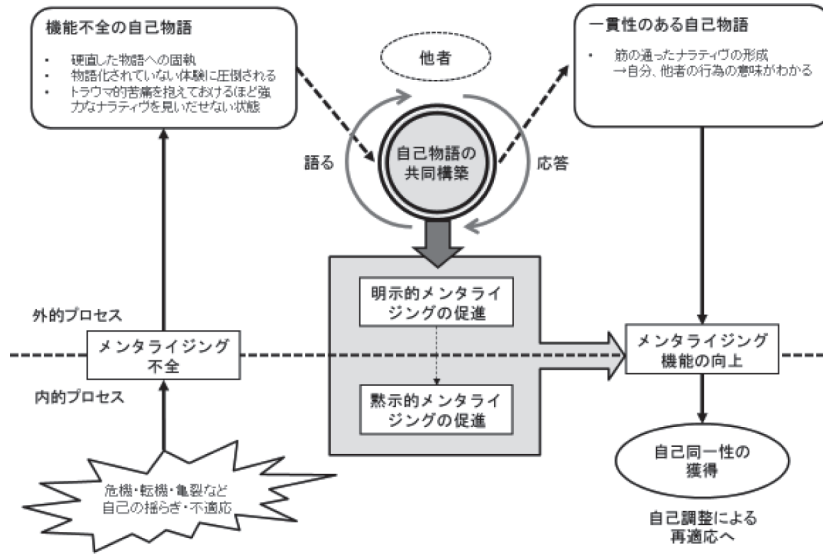 機能不全の自己物語
・ 硬直した物語への固執
・ 物語化されていない体験に圧倒される
・ トラウマ的苦痛を抱えておけるほど強
力なナラティヴを見いだせない状態
他者
一貫性のある自己物語
・ 筋の通ったナラティヴの形成
→自分、他者の行為の意味がわかる
語る
自己物語の
共同構築
応答
明示的メンタライ
ジングの促進
外的プロセス
メンタライジング
不全
内的プロセス
黙示的メンタライ
ジングの促進
メンタライジング
機能の向上
危機・転機・亀裂など
自己の揺らぎ・不適応
自己同一性の
獲得
自己調整による
再適応へ